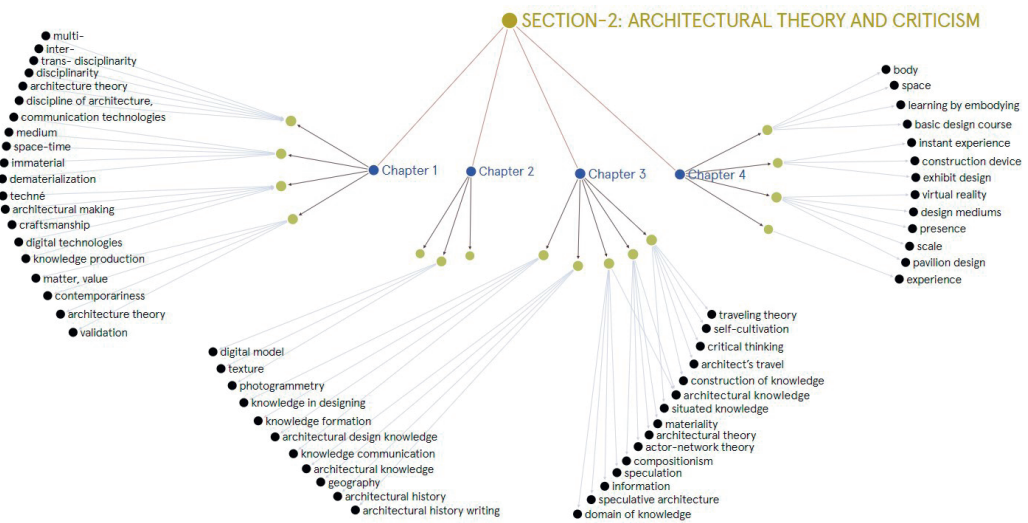 SECTION-2: ARCHITECTURAL THEORY AND CRITICISM
Chapter 1
Chapter 2
Chapter 3
Chapter 4
multi-
inter-
trans- disciplinarity
disciplinarity
architecture theory
discipline of architecture,
communication technologies
medium
space-time
immaterial
dematerialization
techné
architectural making
craftsmanship
digital technologies
knowledge production
matter, value
contemporariness
architecture theory
validation
digital model
texture
photogrammetry
knowledge in designing
knowledge formation
architectural design knowledge
knowledge communication
architectural knowledge
geography
architectural history
architectural history writing
traveling theory
self-cultivation
critical thinking
architect's travel
construction of knowledge
architectural knowledge
situated knowledge
materiality
architectural theory
actor-network theory
compositionism
speculation
information
speculative architecture
domain of knowledge
body
space
learning by embodying
basic design course
instant experience
construction device
exhibit design
virtual reality
design mediums
presence
scale
pavilion design
experience